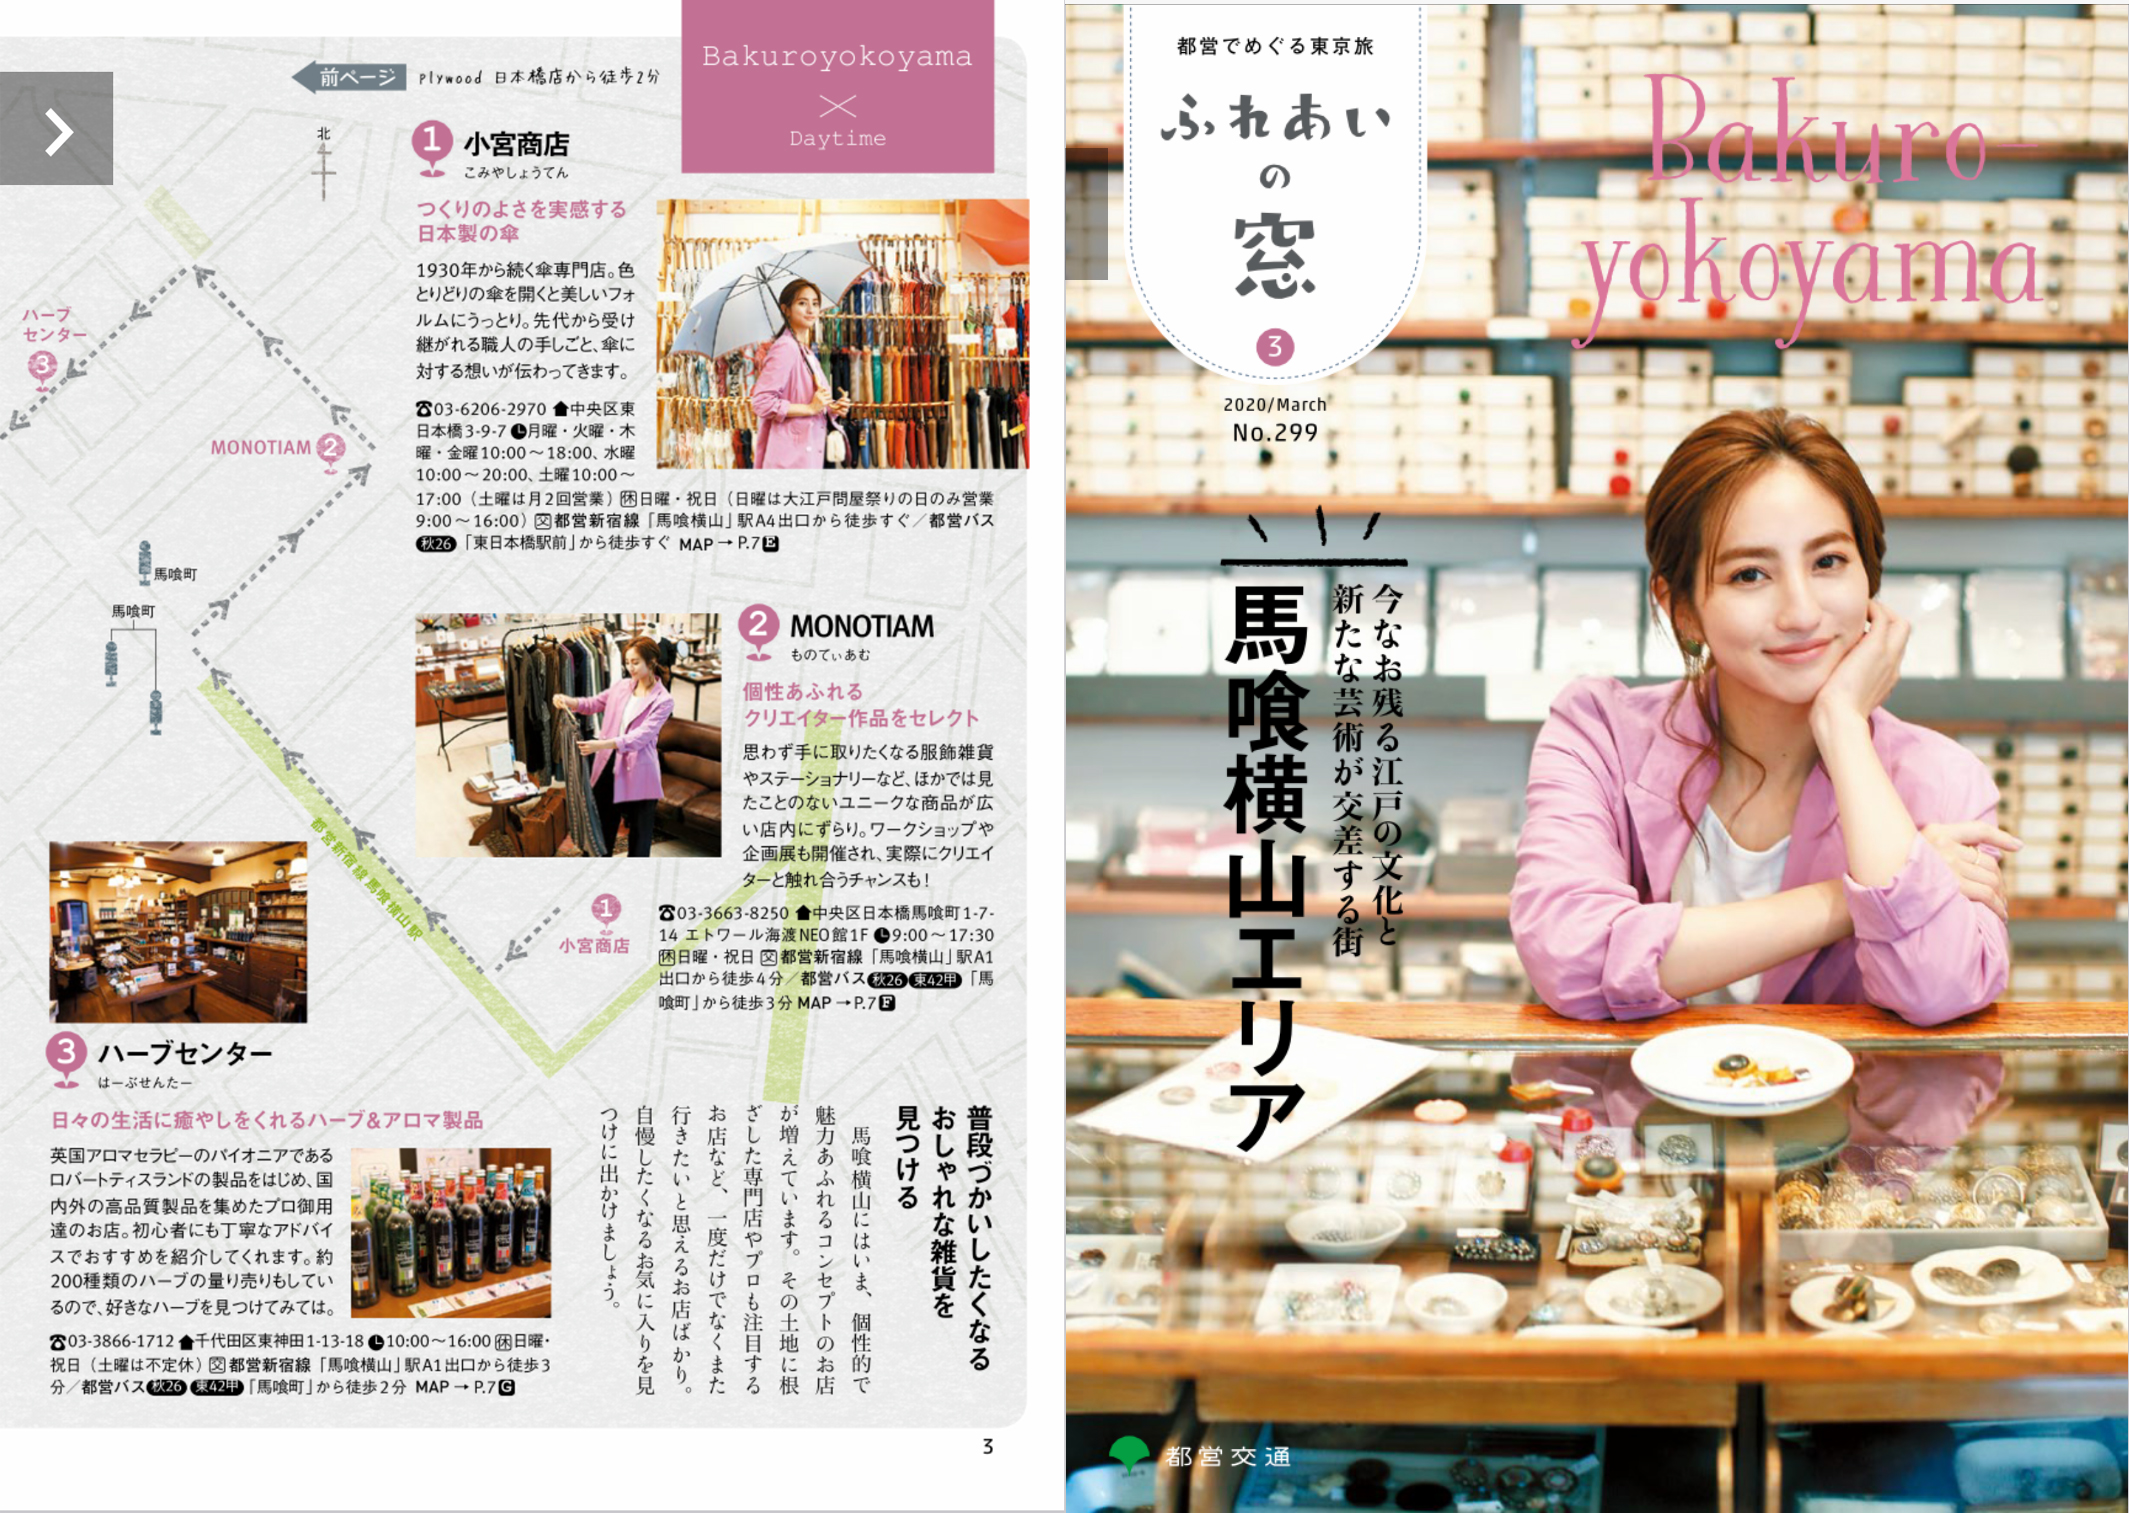 前ページ
Plywood 日本橋店から徒歩2分
Bakuroyokoyama
×
Daytime
北
1
小宮商店
こみやしょうてん
つくりのよさを実感する
日本製の傘
1930年から続く傘専門店。色
とりどりの傘を開くと美しいフォ
ルムにうっとり。先代から受け
継がれる職人の手しごと、傘に
対する想いが伝わってきます。
☎03-6206-2970 中央区東
日本橋3-9-7 月曜・火曜・木
曜・金曜10:00〜18:00、水曜
10:00〜20:00、土曜10:00〜
17:00（土曜は月2回営業）休日曜・祝日（日曜は大江戸問屋祭りの日のみ営業
9:00〜16:00）交都営新宿線「馬喰横山」駅A4出口から徒歩すぐ／都営バス
秋26「東日本橋駅前」から徒歩すぐ MAP→P.7E
ハーブ
センター
3
MONOTIAM
2
馬喰町
馬喰町
都営新宿線 馬喰横山駅
1
小宮商店
2
MONOTIAM
ものてぃあむ
個性あふれる
クリエイター作品をセレクト
思わず手に取りたくなる服飾雑貨
やステーショナリーなど、ほかでは見
たことのないユニークな商品が広
い店内にずらり。ワークショップや
企画展も開催され、実際にクリエイ
ターと触れ合うチャンスも！
☎03-3663-8250 中央区日本橋馬喰町1-7-
14 エトワール海渡NEO館1F 9:00〜17:30
休日曜・祝日 交都営新宿線「馬喰横山」駅A1
出口から徒歩4分／都営バス秋26 東42甲「馬
喰町」から徒歩3分 MAP→P.7F
3
ハーブセンター
はーぶせんたー
日々の生活に癒やしをくれるハーブ&アロマ製品
英国アロマセラピーのパイオニアである
ロバートティスランドの製品をはじめ、国
内外の高品質製品を集めたプロ御用
達のお店。初心者にも丁寧なアドバイ
スでおすすめを紹介してくれます。約
200種類のハーブの量り売りもしてい
るので、好きなハーブを見つけてみては。
☎03-3866-1712 千代田区東神田1-13-18 10:00〜16:00 休日曜・
祝日（土曜は不定休）交都営新宿線「馬喰横山」駅A1出口から徒歩3
分／都営バス秋26 東42甲「馬喰町」から徒歩2分 MAP→P.7G
普段づかいしたくなる
おしゃれな雑貨を
見つける
馬喰横山にはいま、個性的で
魅力あふれるコンセプトのお店
が増えています。その土地に根
ざした専門店やプロも注目する
お店など、一度だけでなくまた
行きたいと思えるお店ばかり。
自慢したくなるお気に入りを見
つけに出かけましょう。
3
都営でめぐる東京旅
ふれあい
の
窓
3
2020/March
No.299
Bakuro-
yokoyama
今なお残る江戸の文化と
新たな芸術が交差する街
馬喰横山エリア
都営交通